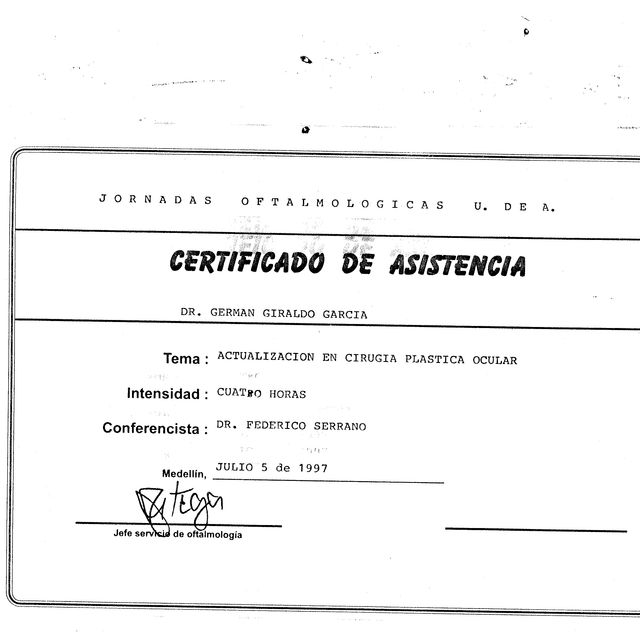 JORNADAS OFTALMOLOGICAS U. DE A.
CERTIFICADO DE ASISTENCIA
DR. GERMAN GIRALDO GARCIA
Tema : ACTUALIZACION EN CIRUGIA PLASTICA OCULAR
Intensidad : CUATRO HORAS
Conferencista : DR. FEDERICO SERRANO
Medellín, JULIO 5 de 1997
Jefe servicio de oftalmología